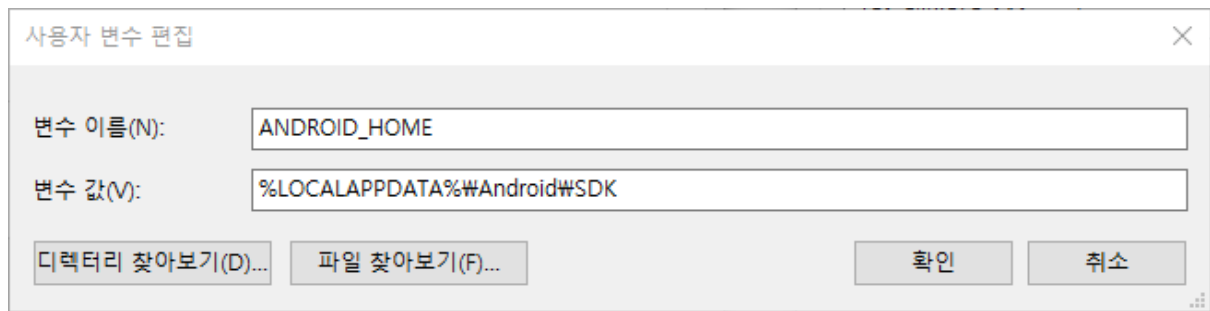 사용자 변수 편집
변수 이름(N): ANDROID_HOME
변수 값(V): %LOCALAPPDATA%₩Android₩SDK
디렉터리 찾아보기(D)... 파일 찾아보기(F)... 확인 취소